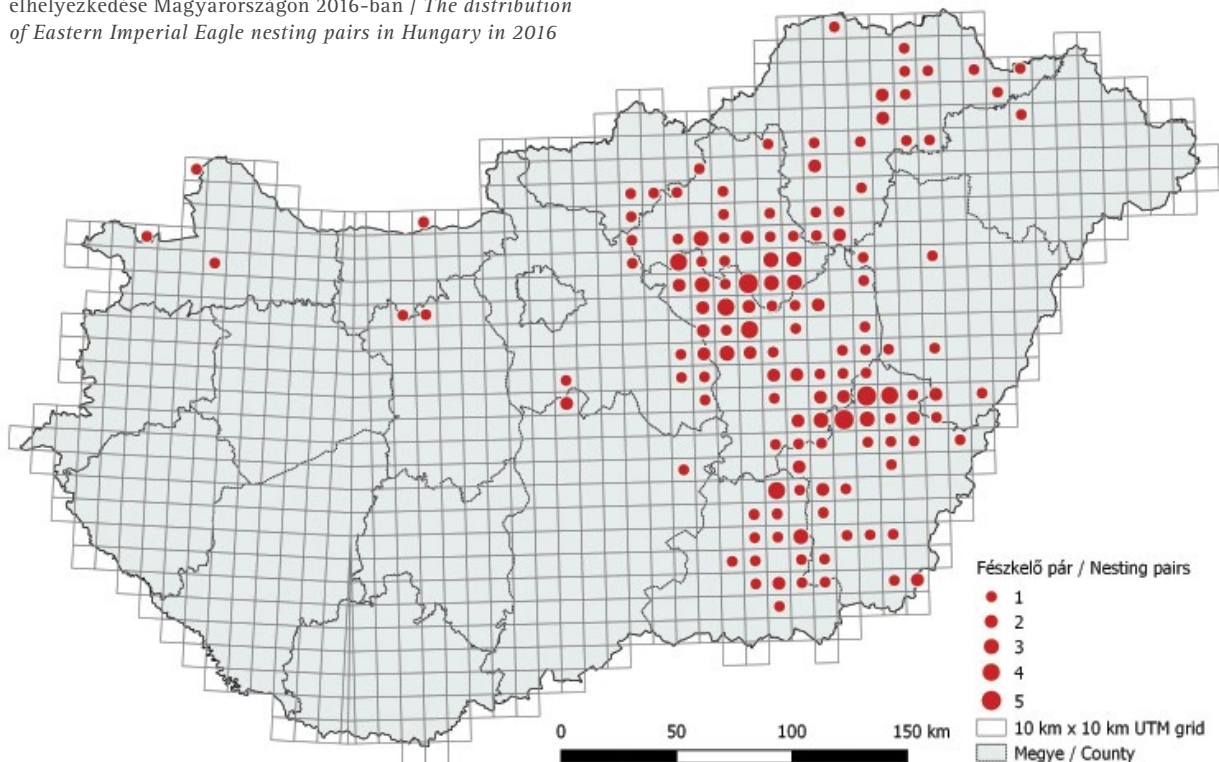 elhelyezkedése Magyarországon 2016-ban / The distribution
of Eastern Imperial Eagle nesting pairs in Hungary in 2016
Fészkelő pár / Nesting pairs
1
2
3
4
5
10 km x 10 km UTM grid
Megye / County
0 50 100 150 km